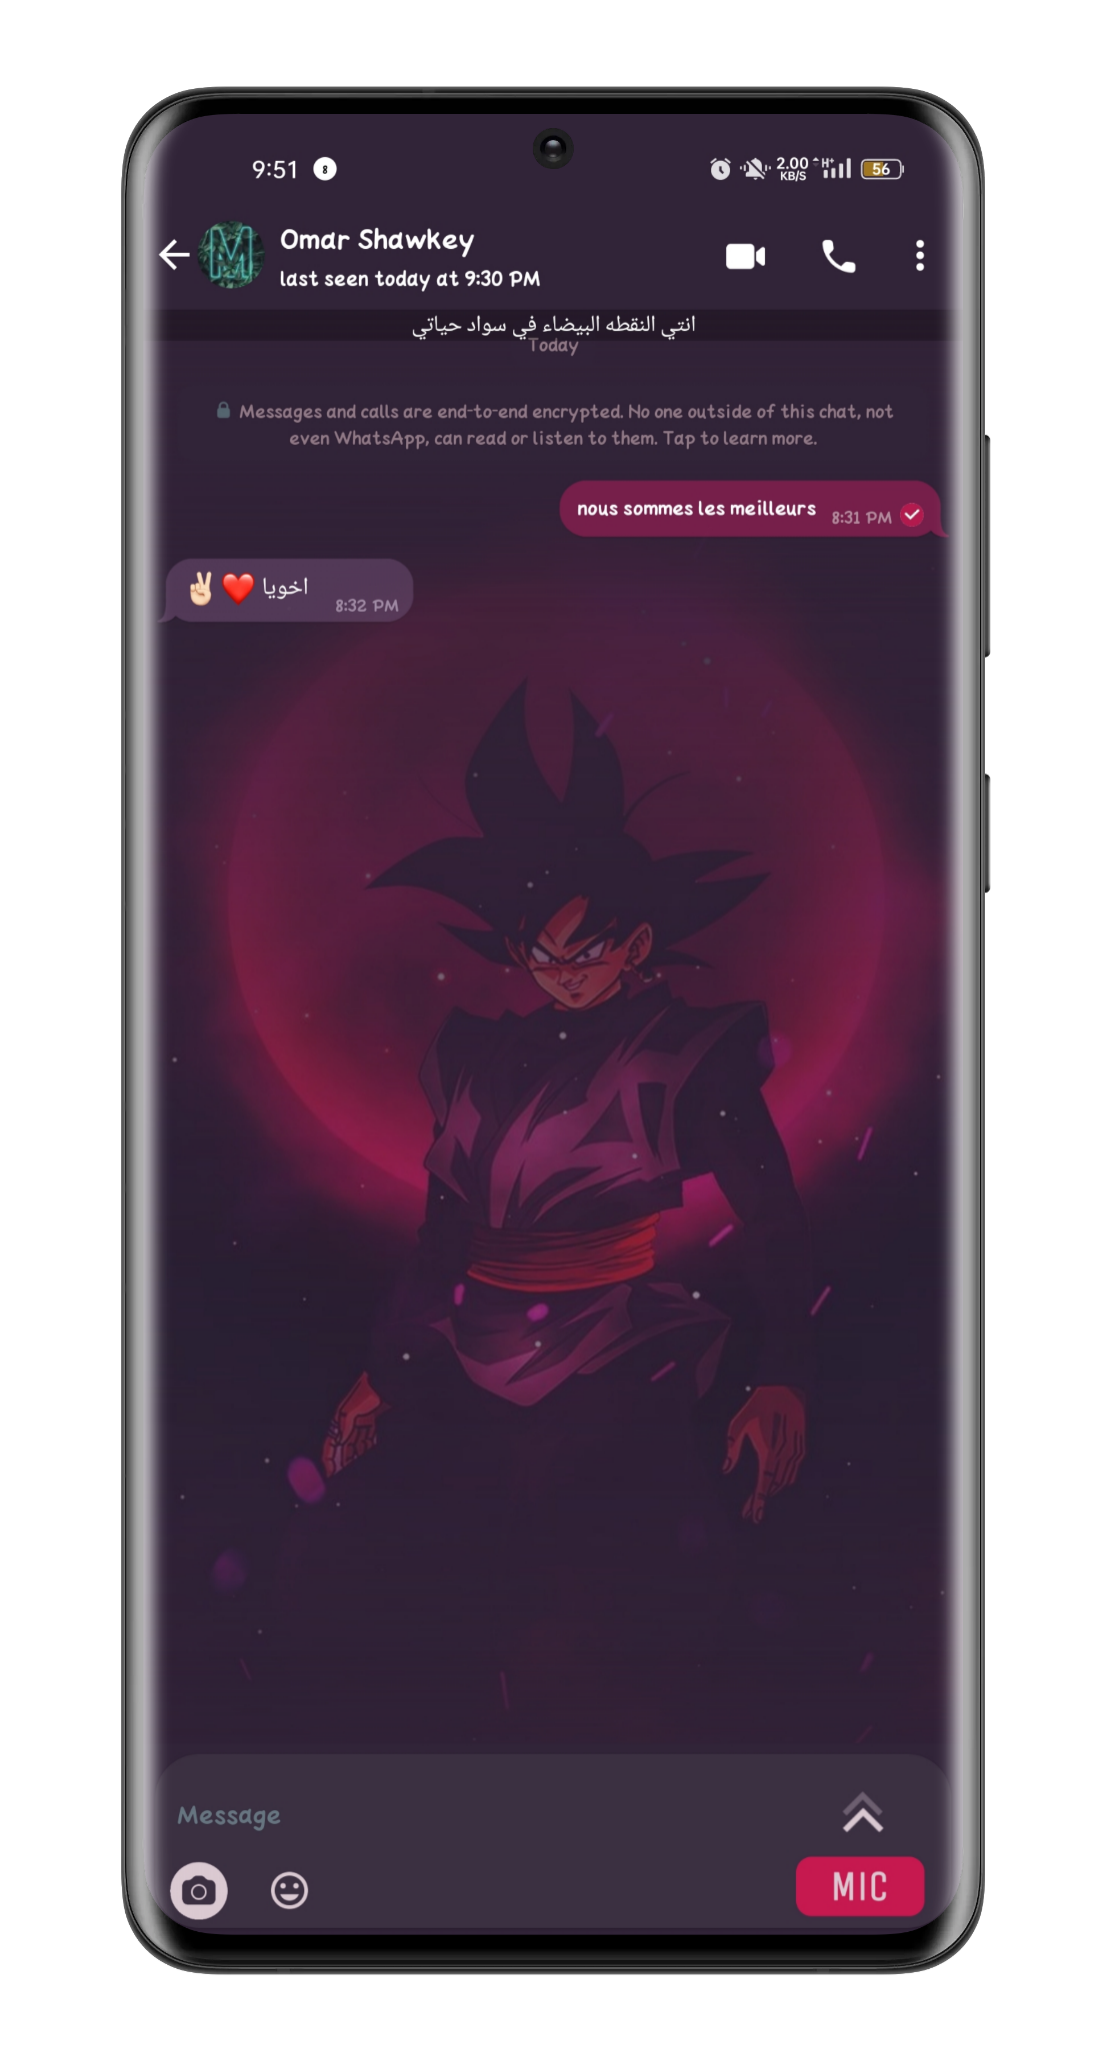 9:51
8
2.00
KB/S
H+
56
M
Omar Shawkey
last seen today at 9:30 PM
انتي النقطه البيضاء في سواد حياتي
Today
Messages and calls are end-to-end encrypted. No one outside of this chat, not
even WhatsApp, can read or listen to them. Tap to learn more.
nous sommes les meilleurs 8:31 PM
✌🏻❤️ اخويا
8:32 PM
Message
MIC